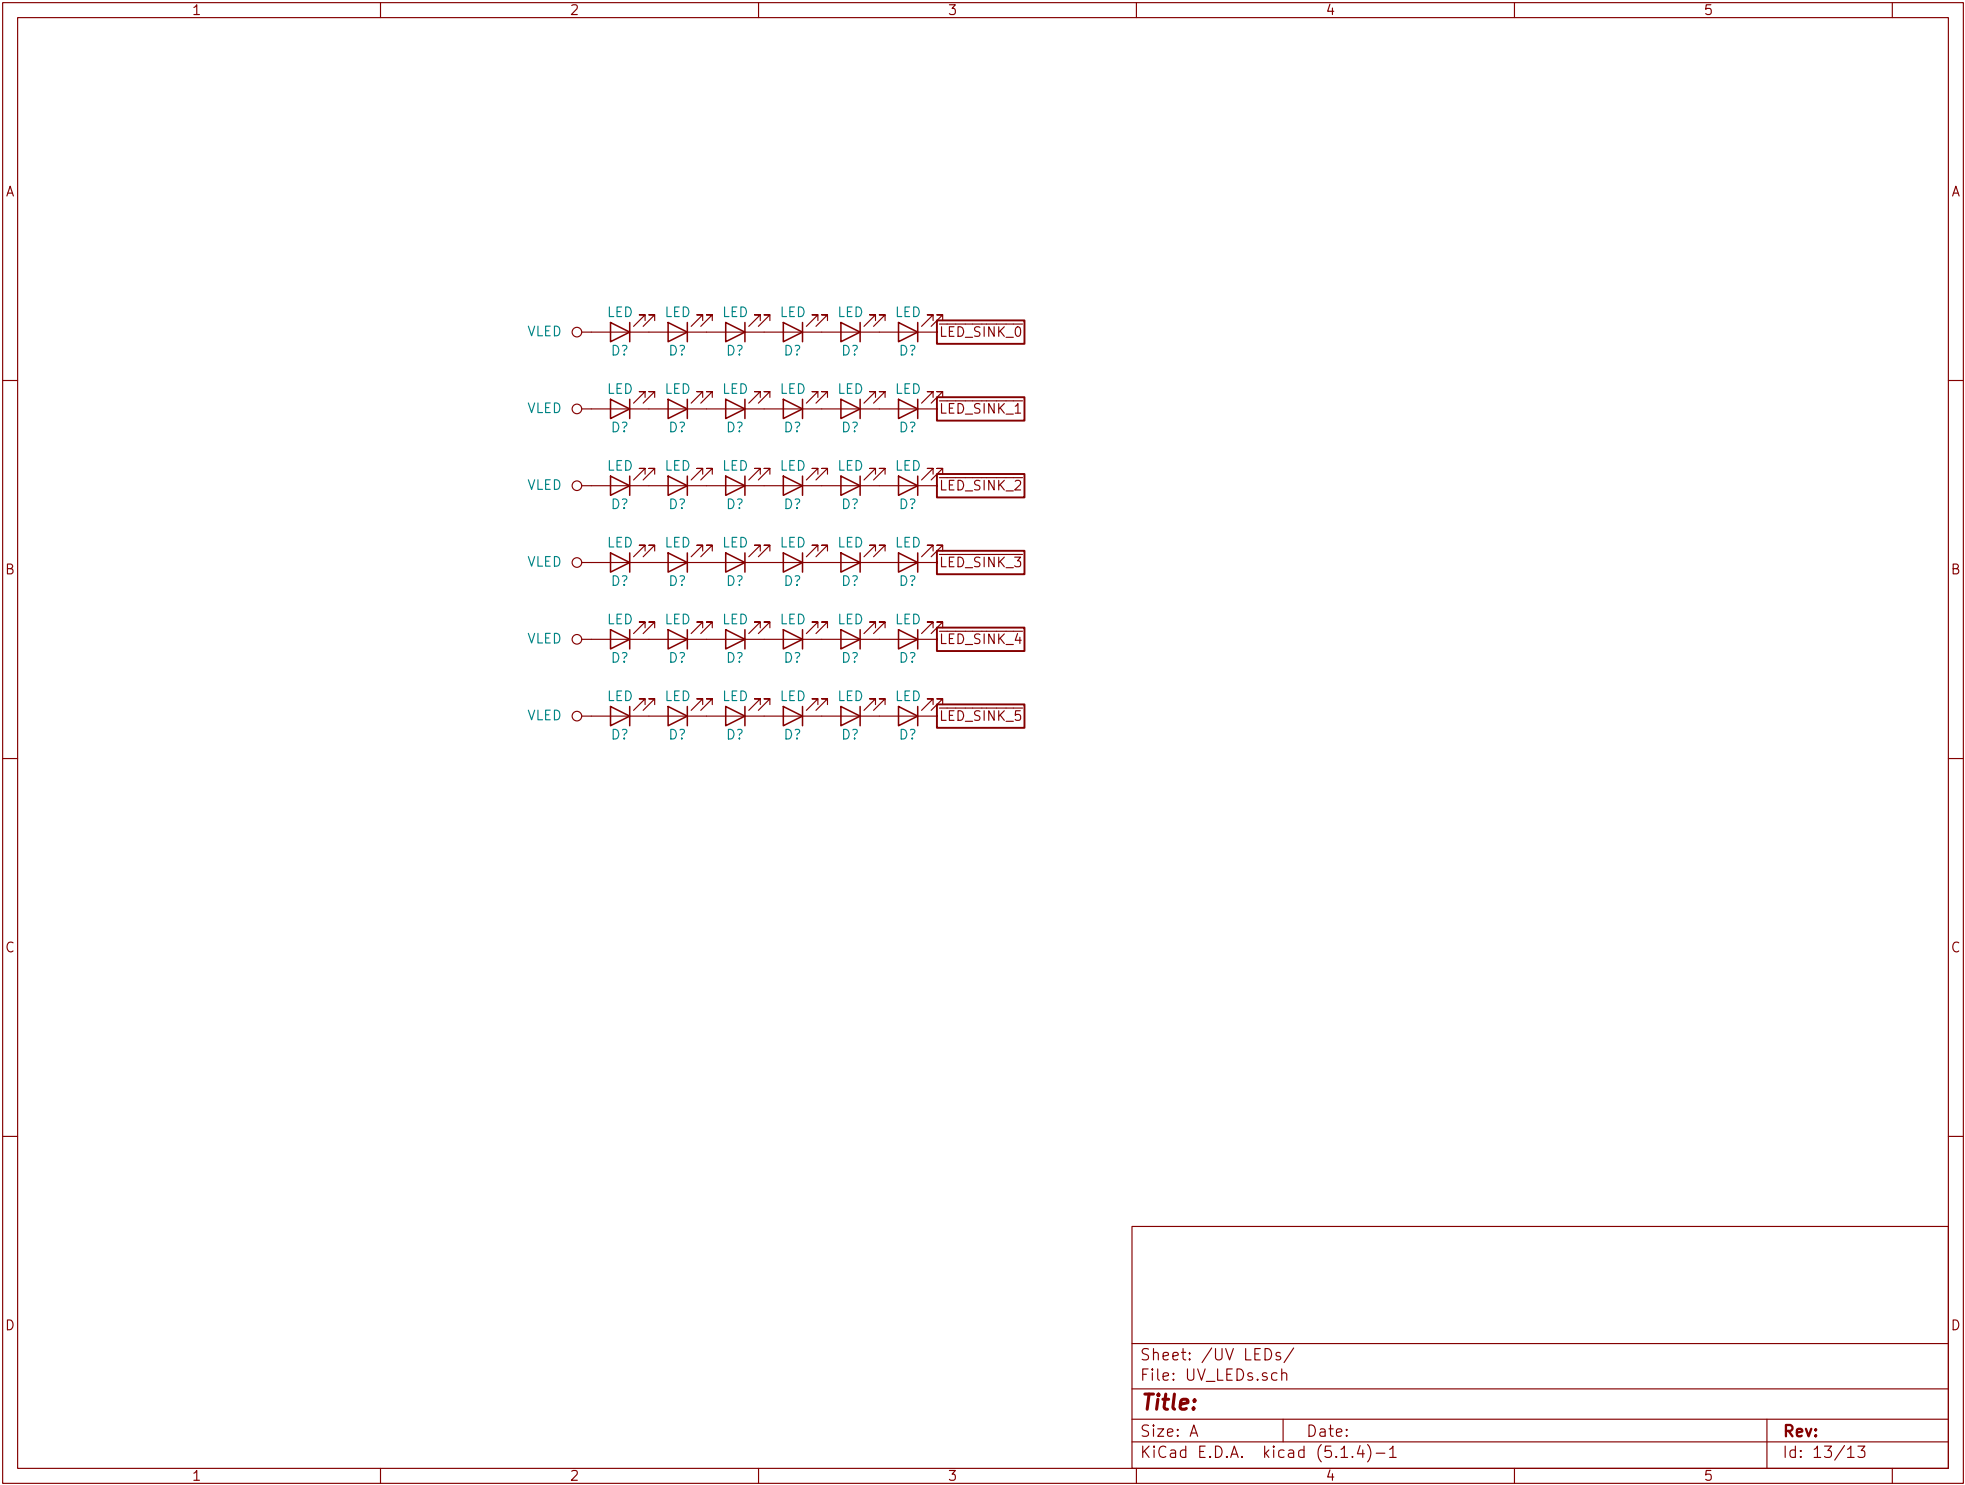 1 2 3 4 5
A A
LED LED LED LED LED LED
VLED LED_SINK_0
D? D? D? D? D? D?
LED LED LED LED LED LED
VLED LED_SINK_1
D? D? D? D? D? D?
LED LED LED LED LED LED
VLED LED_SINK_2
D? D? D? D? D? D?
LED LED LED LED LED LED
VLED LED_SINK_3
B B
D? D? D? D? D? D?
LED LED LED LED LED LED
VLED LED_SINK_4
D? D? D? D? D? D?
LED LED LED LED LED LED
VLED LED_SINK_5
D? D? D? D? D? D?
C C
D D
Sheet: /UV LEDs/
File: UV_LEDs.sch
Title:
Size: A Date: Rev:
KiCad E.D.A. kicad (5.1.4)-1 Id: 13/13
1 2 3 4 5